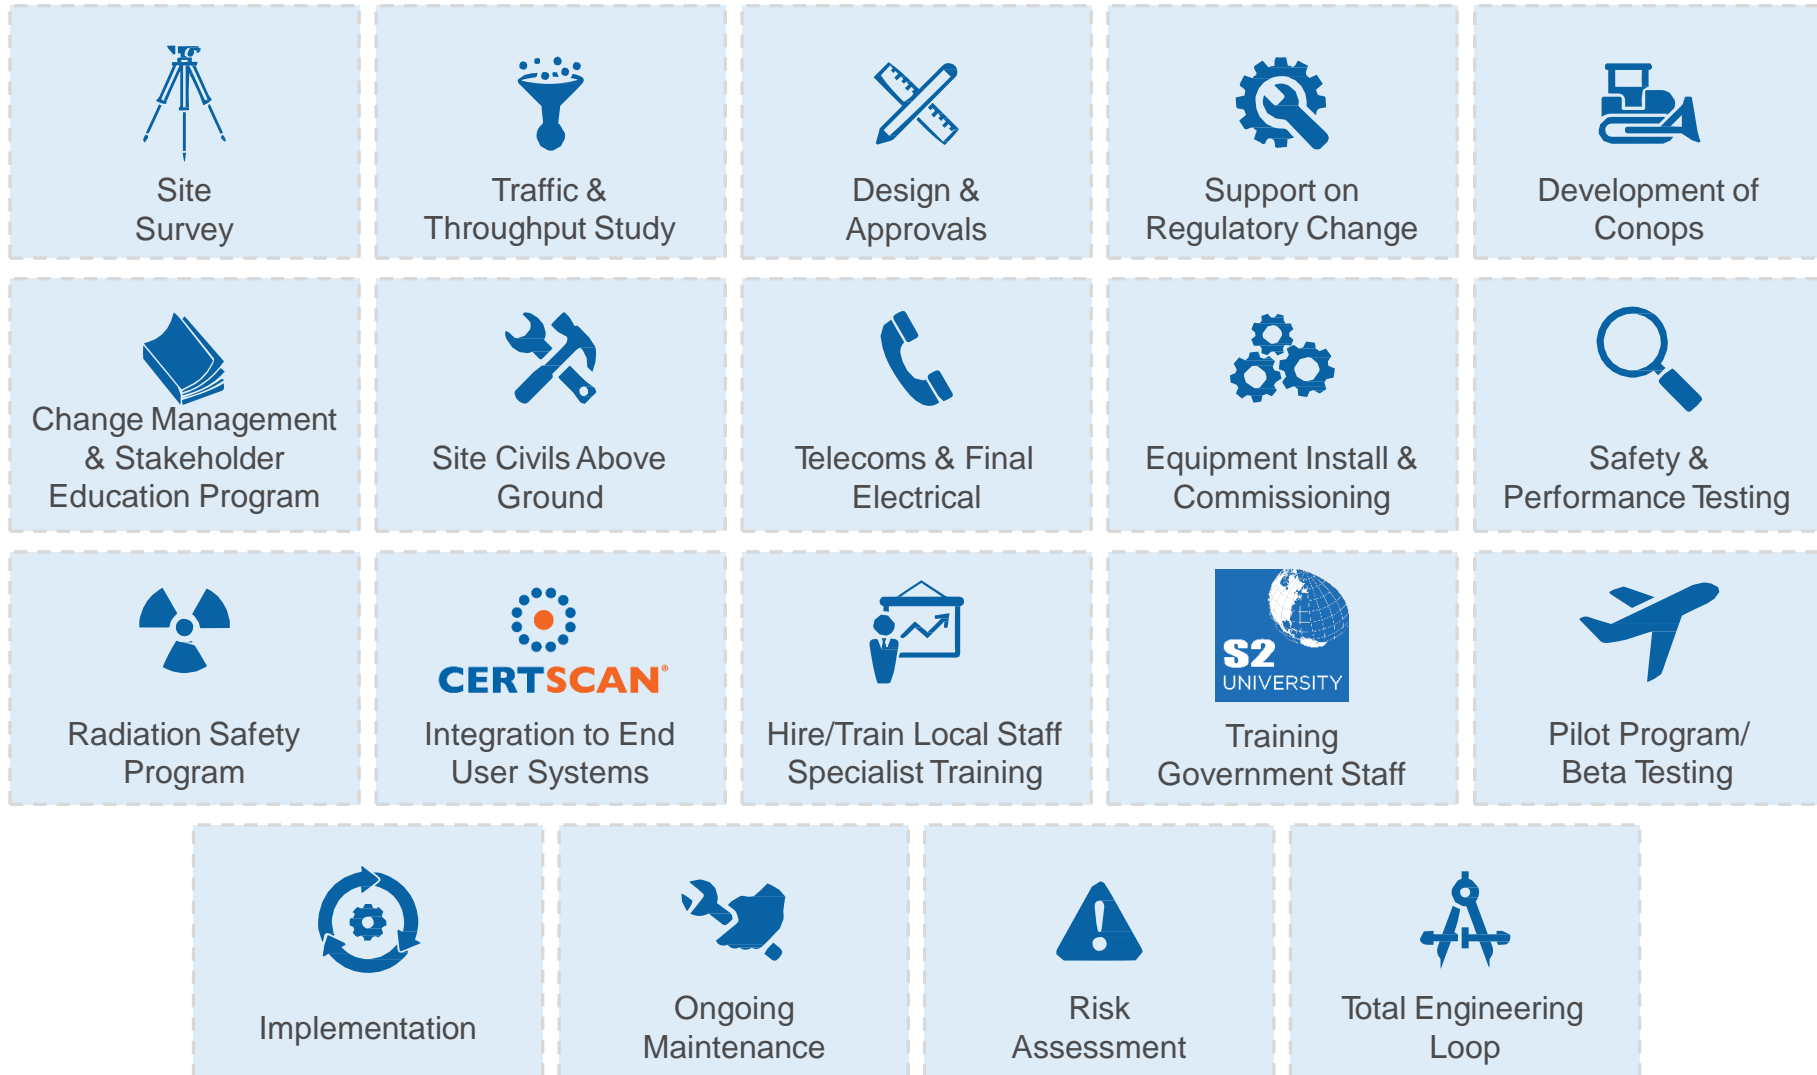 Site
Survey
Traffic &
Throughput Study
Design &
Approvals
Support on
Regulatory Change
Development of
Conops
Change Management
& Stakeholder
Education Program
Site Civils Above
Ground
Telecoms & Final
Electrical
Equipment Install &
Commissioning
Safety &
Performance Testing
Radiation Safety
Program
CERTSCAN®
Integration to End
User Systems
Hire/Train Local Staff
Specialist Training
S2
UNIVERSITY
Training
Government Staff
Pilot Program/
Beta Testing
Implementation
Ongoing
Maintenance
Risk
Assessment
Total Engineering
Loop